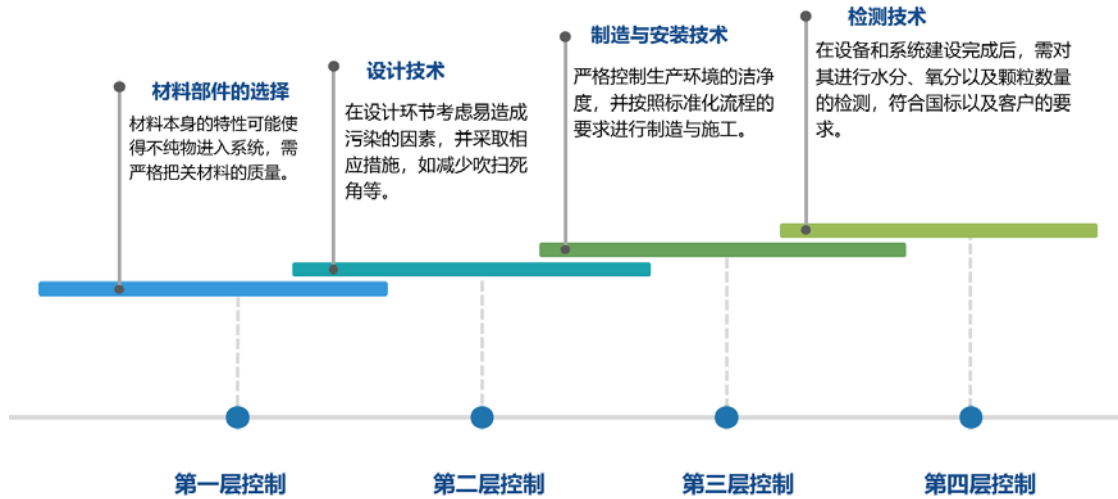 材料部件的选择
材料本身的特性可能使
得不纯物进入系统，需
严格把关材料的质量。
设计技术
在设计环节考虑易造成
污染的因素，并采取相
应措施，如减少吹扫死
角等。
制造与安装技术
严格控制生产环境的洁净
度，并按照标准化流程的
要求进行制造与施工。
检测技术
在设备和系统建设完成后，需对
其进行水分、氧分以及颗粒数量
的检测，符合国标以及客户的要
求。
第一层控制
第二层控制
第三层控制
第四层控制